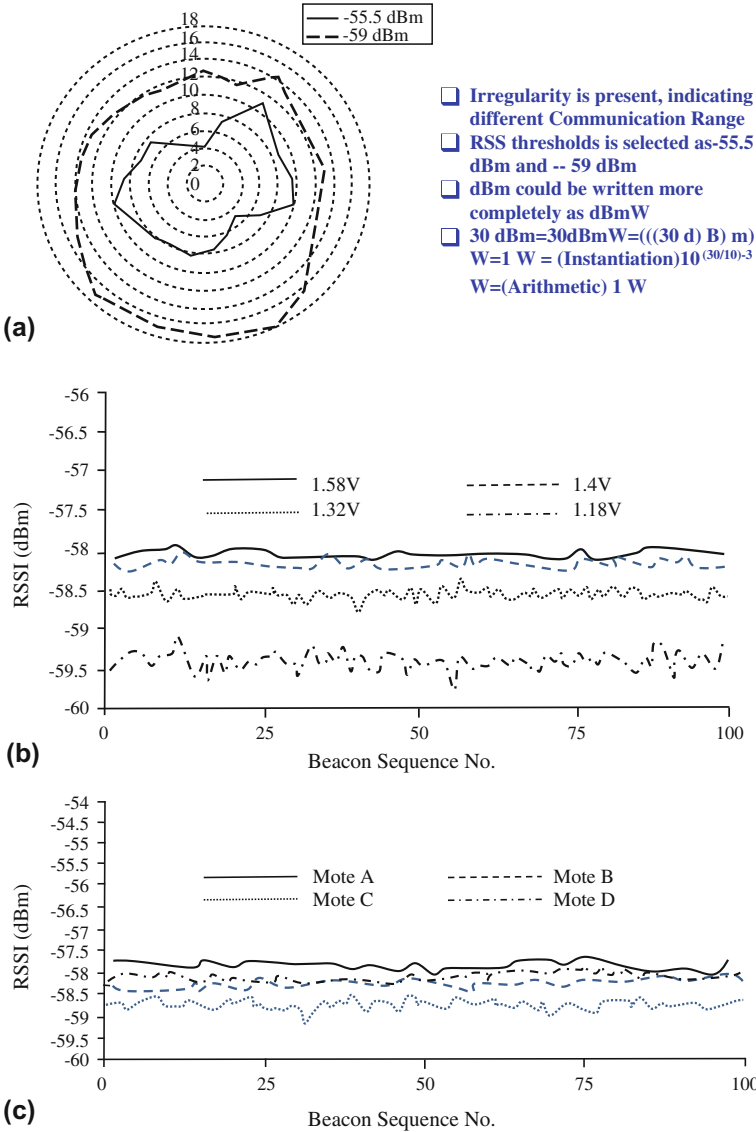 18
16
14
12
10
8
6
4
2
0
-55.5 dBm
-59 dBm
❑ Irregularity is present, indicating
different Communication Range
❑ RSS thresholds is selected as-55.5
dBm and -- 59 dBm
❑ dBm could be written more
completely as dBmW
❑ 30 dBm=30dBmW=(((30 d) B) m)
W=1 W = (Instantiation)10^(30/10)-3
W=(Arithmetic) 1 W
(a)
-56
-56.5
-57
-57.5
-58
-58.5
-59
-59.5
-60
RSSI (dBm)
1.58V
1.4V
1.32V
1.18V
0
25
50
75
100
Beacon Sequence No.
(b)
-54
-54.5
-55
-55.5
-56
-56.5
-57
-57.5
-58
-58.5
-59
-59.5
-60
RSSI (dBm)
Mote A
Mote B
Mote C
Mote D
0
25
50
75
100
Beacon Sequence No.
(c)